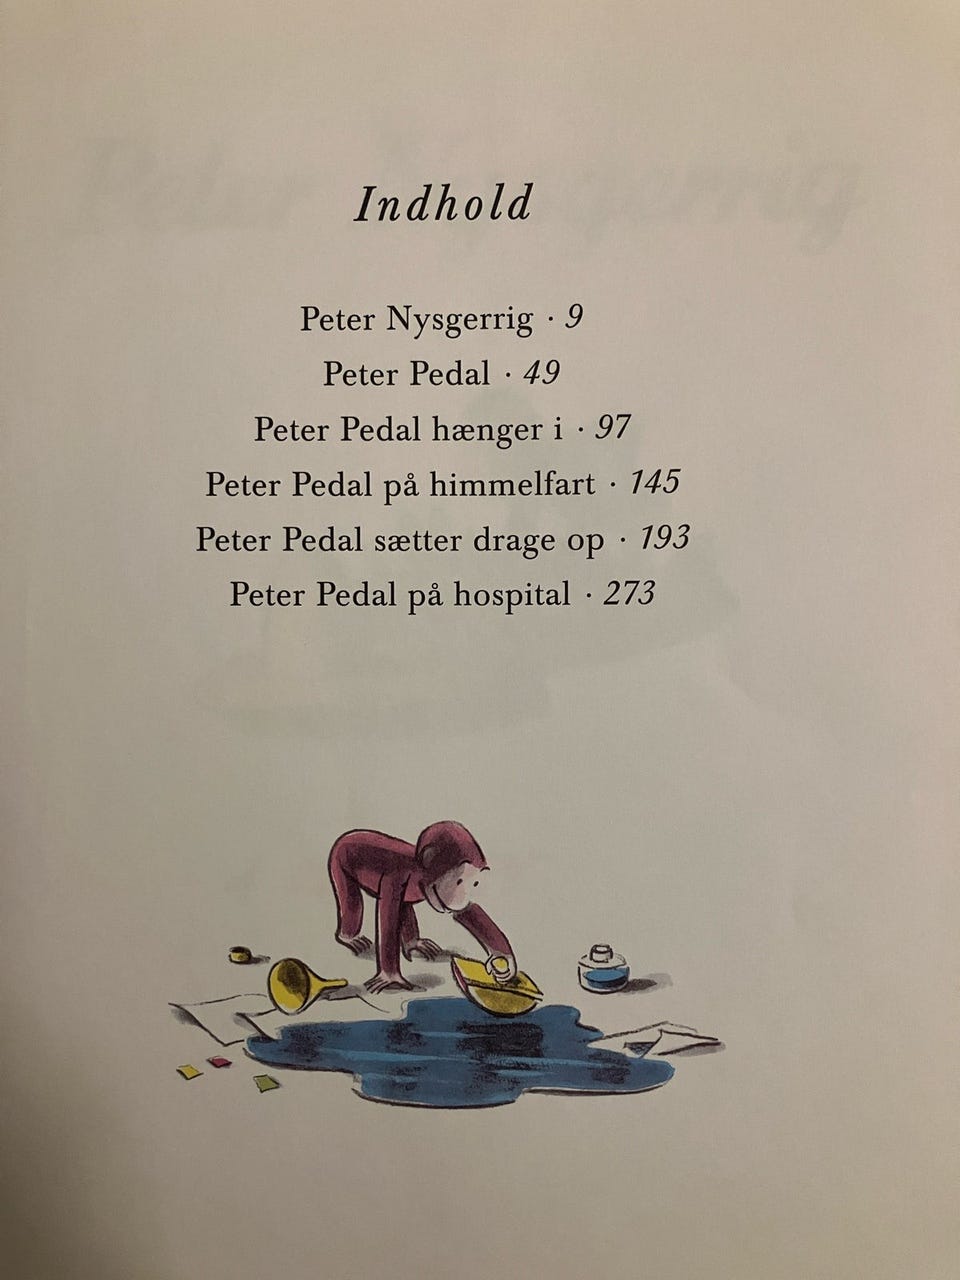 Indhold
Peter Nysgerrig · 9
Peter Pedal · 49
Peter Pedal hænger i · 97
Peter Pedal på himmelfart · 145
Peter Pedal sætter drage op · 193
Peter Pedal på hospital · 273